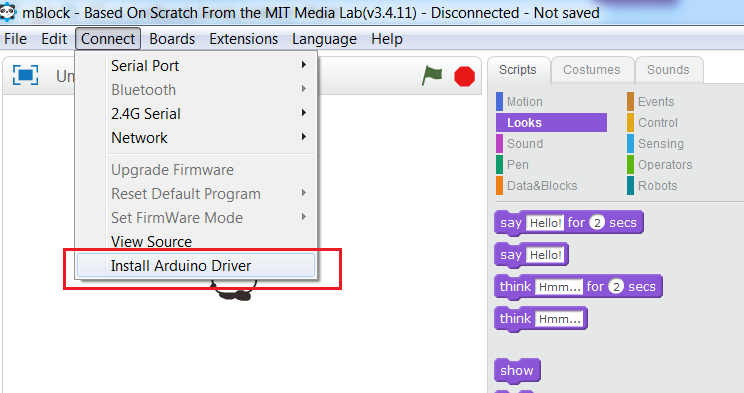 mBlock - Based On Scratch From the MIT Media Lab(v3.4.11) - Disconnected - Not saved
File Edit Connect Boards Extensions Language Help
Serial Port
Bluetooth
2.4G Serial
Network
Upgrade Firmware
Reset Default Program
Set FirmWare Mode
View Source
Install Arduino Driver
Un
Scripts Costumes Sounds
Motion Events
Looks Control
Sound Sensing
Pen Operators
Data&Blocks Robots
say Hello! for 2 secs
say Hello!
think Hmm... for 2 secs
think Hmm...
show